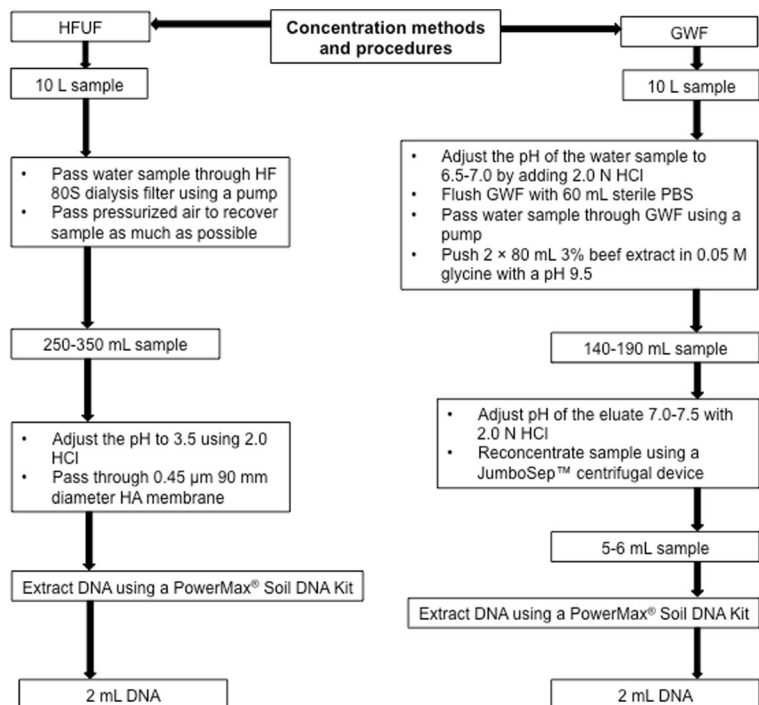 Concentration methods
and procedures
HFUF
10 L sample
• Pass water sample through HF
80S dialysis filter using a pump
• Pass pressurized air to recover
sample as much as possible
250-350 mL sample
• Adjust the pH to 3.5 using 2.0
HCl
• Pass through 0.45 µm 90 mm
diameter HA membrane
Extract DNA using a PowerMax® Soil DNA Kit
2 mL DNA
GWF
10 L sample
• Adjust the pH of the water sample to
6.5-7.0 by adding 2.0 N HCl
• Flush GWF with 60 mL sterile PBS
• Pass water sample through GWF using a
pump
• Push 2 × 80 mL 3% beef extract in 0.05 M
glycine with a pH 9.5
140-190 mL sample
• Adjust pH of the eluate 7.0-7.5 with
2.0 N HCl
• Reconcentrate sample using a
JumboSep™ centrifugal device
5-6 mL sample
Extract DNA using a PowerMax® Soil DNA Kit
2 mL DNA